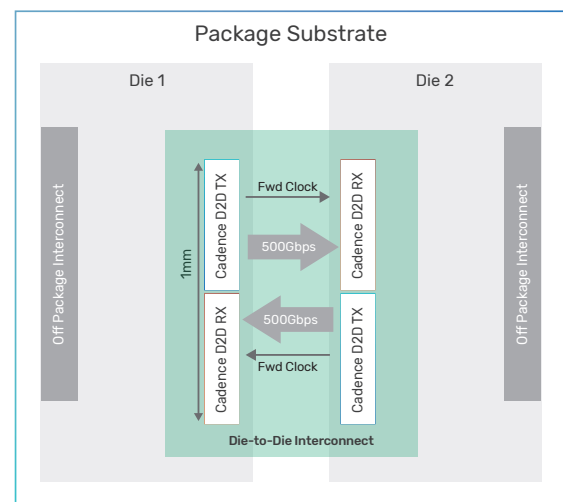 Package Substrate
Die 1
Die 2
Off Package Interconnect
1mm
Cadence D2D TX
Fwd Clock
Cadence D2D RX
500Gbps
Off Package Interconnect
Cadence D2D RX
500Gbps
Cadence D2D TX
Fwd Clock
Die-to-Die Interconnect